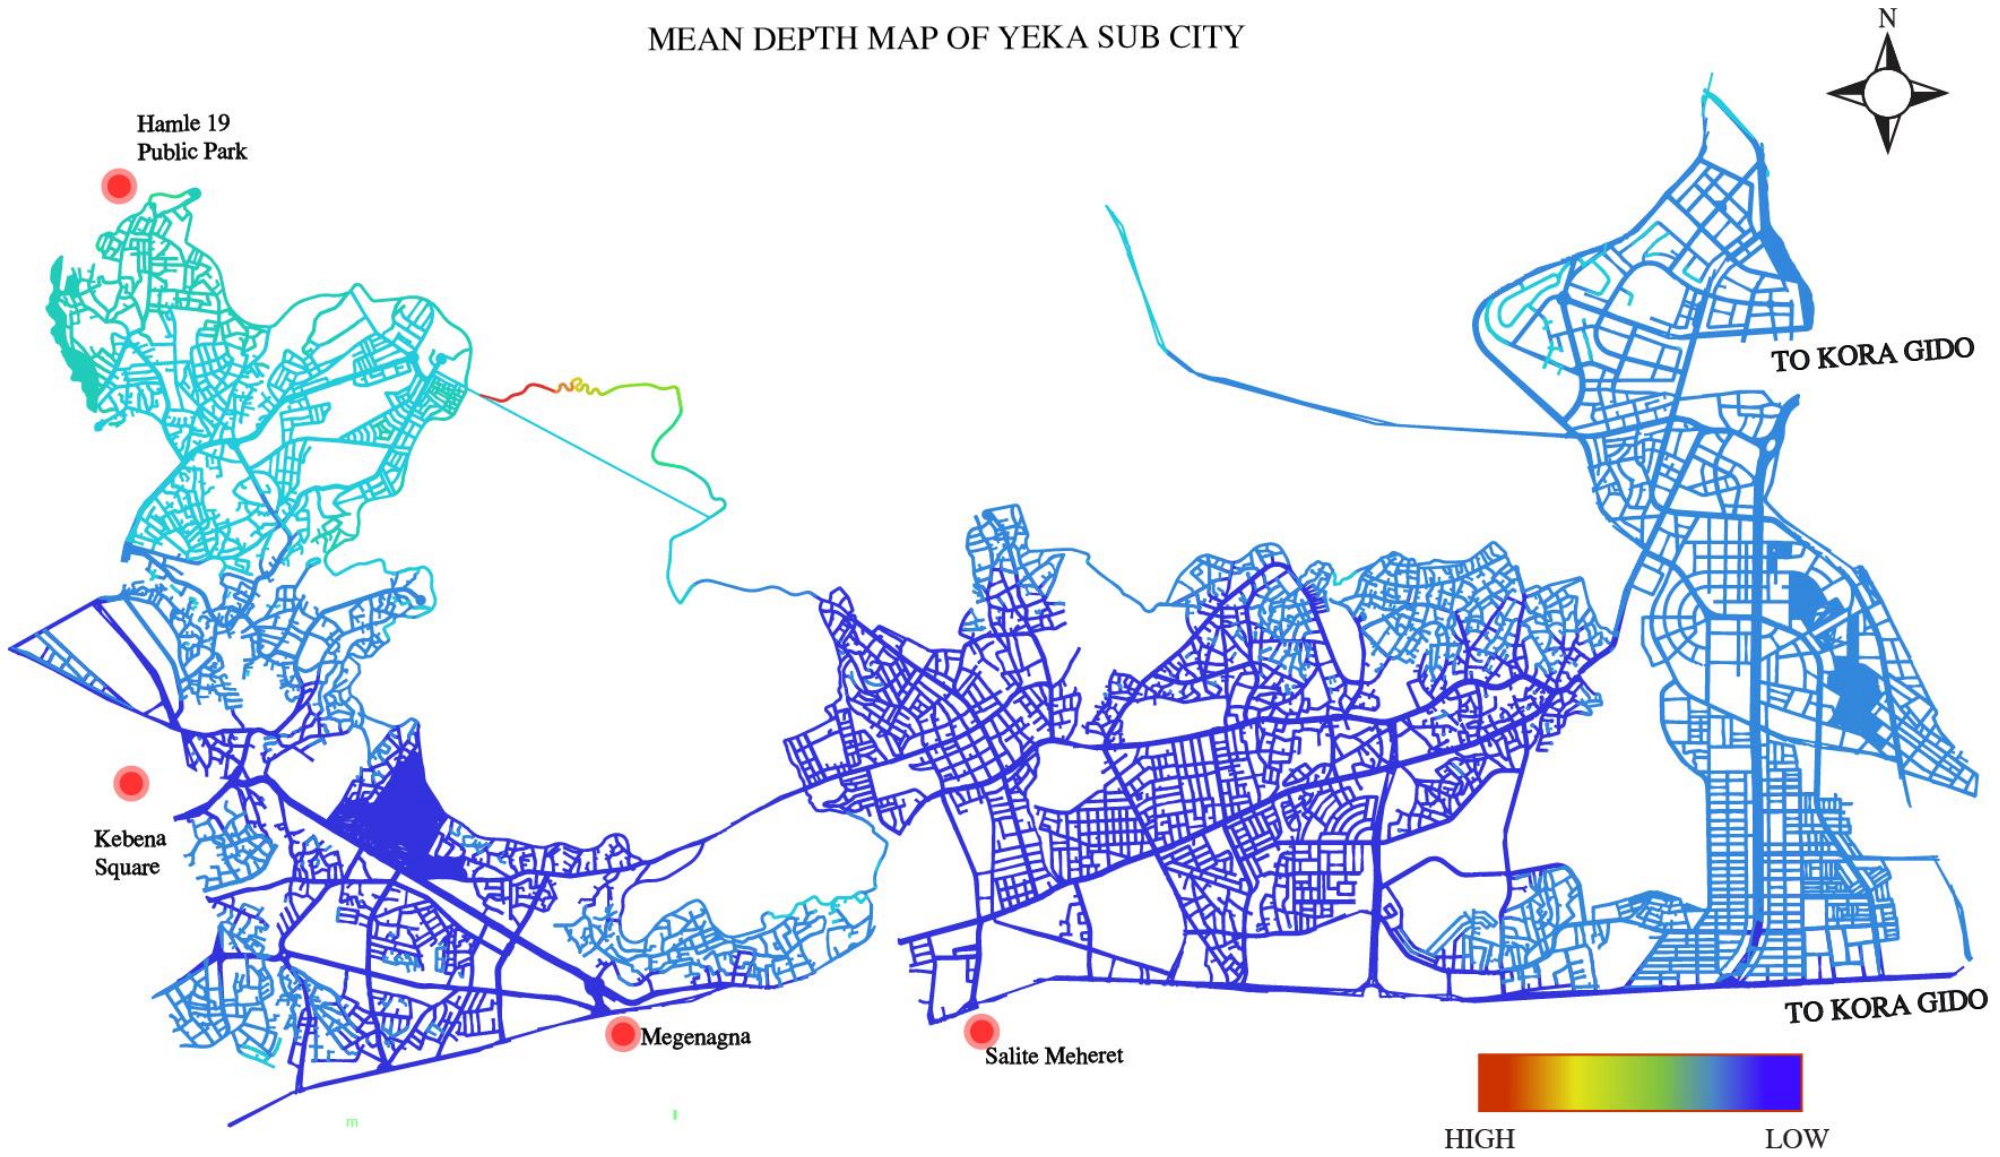 MEAN DEPTH MAP OF YEKA SUB CITY
N
Hamle 19
Public Park
TO KORA GIDO
Kebena
Square
Megenagna
Salite Meheret
TO KORA GIDO
m
HIGH
LOW